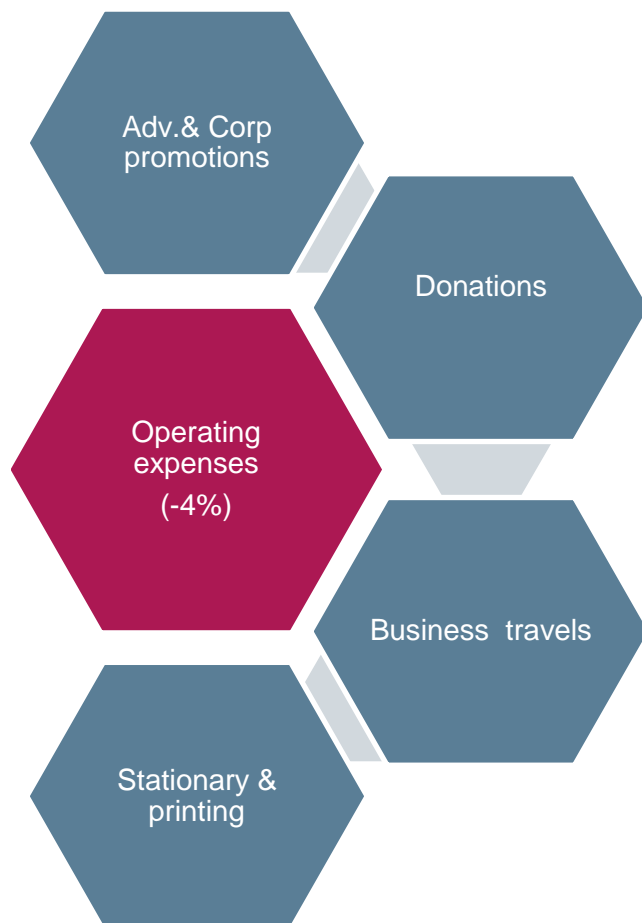 Adv.& Corp
promotions
Donations
Operating
expenses
(-4%)
Business travels
Stationary &
printing